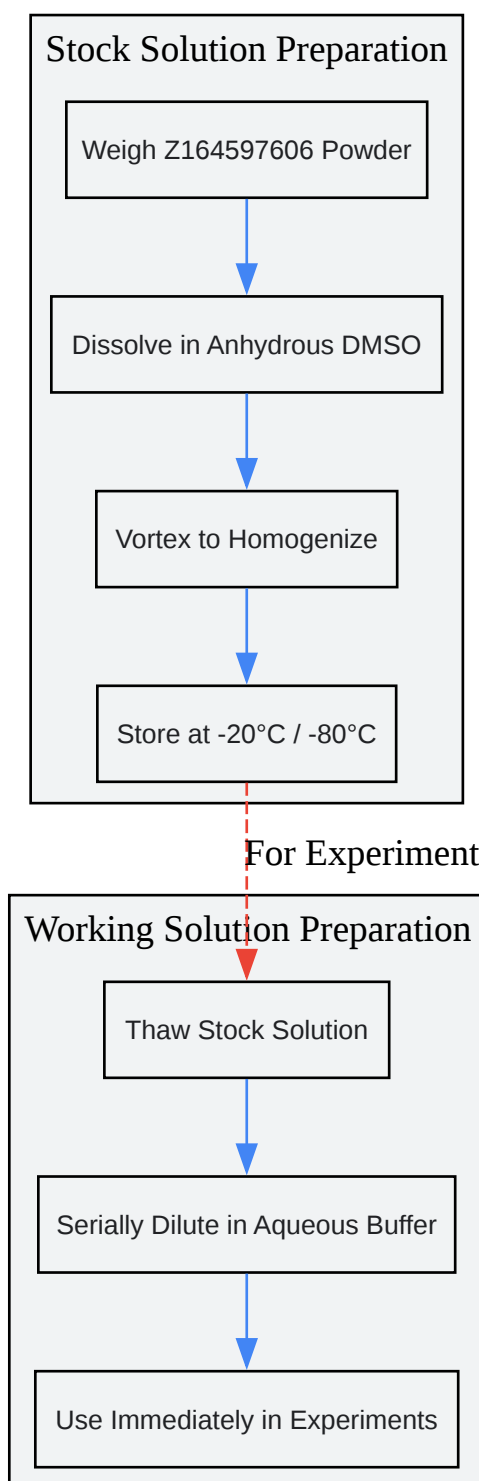 Stock Solution Preparation
Weigh Z164597606 Powder
Dissolve in Anhydrous DMSO
Vortex to Homogenize
Store at -20°C / -80°C
For Experiment
Working Solution Preparation
Thaw Stock Solution
Serially Dilute in Aqueous Buffer
Use Immediately in Experiments